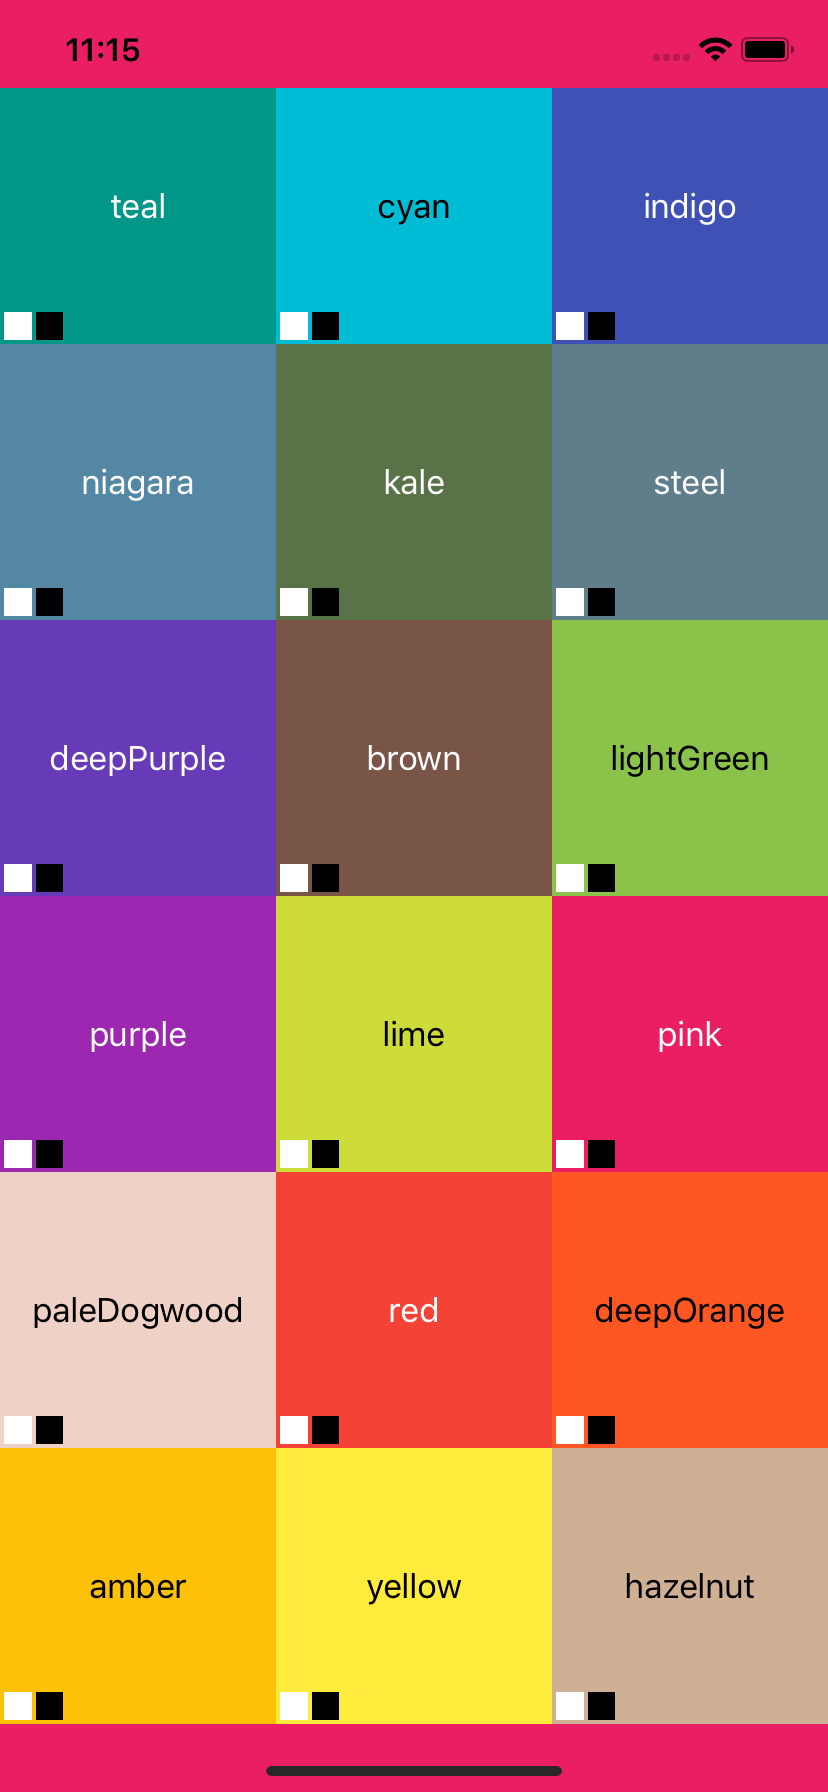 11:15
teal
cyan
indigo
niagara
kale
steel
deepPurple
brown
lightGreen
purple
lime
pink
paleDogwood
red
deepOrange
amber
yellow
hazelnut